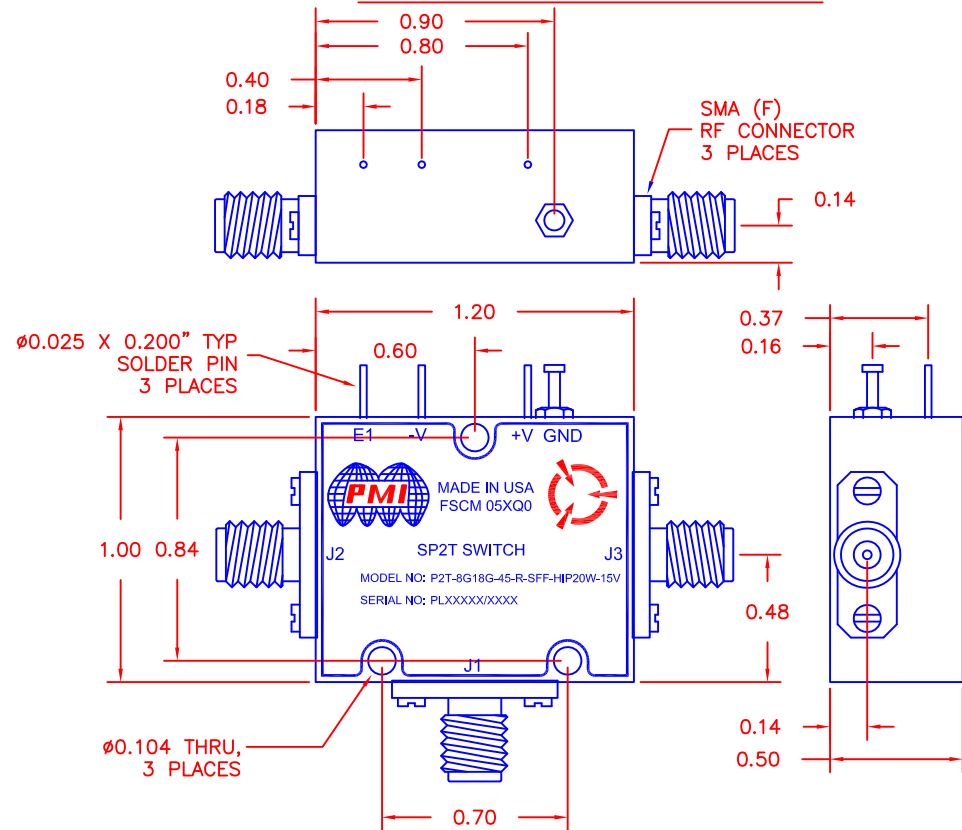 0.90
0.80
0.40
0.18
SMA (F)
RF CONNECTOR
3 PLACES
0.14
1.20
0.60
ø0.025 X 0.200" TYP
SOLDER PIN
3 PLACES
0.37
0.16
E1 -V +V GND
PMI
MADE IN USA
FSCM 05XQ0
1.00 0.84
J2 SP2T SWITCH J3
MODEL NO: P2T-8G18G-45-R-SFF-HIP20W-15V
SERIAL NO: PLXXXXX/XXXX
0.48
J1
ø0.104 THRU,
3 PLACES
0.70
0.14
0.50